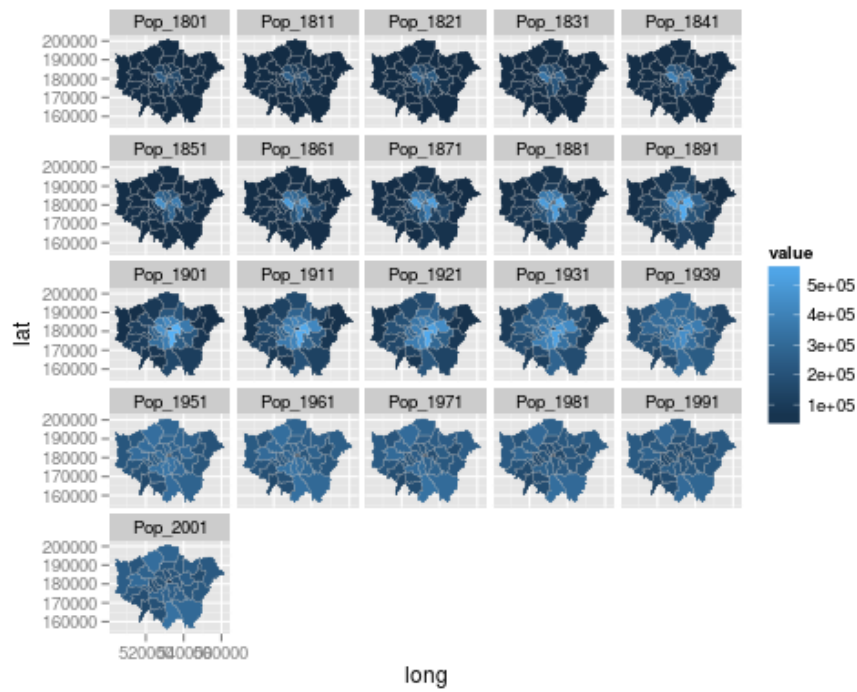 Pop_1801 Pop_1811 Pop_1821 Pop_1831 Pop_1841
200000
190000
180000
170000
160000
Pop_1851 Pop_1861 Pop_1871 Pop_1881 Pop_1891
200000
190000
180000
170000
160000
Pop_1901 Pop_1911 Pop_1921 Pop_1931 Pop_1939
200000
190000
180000
170000
160000
Pop_1951 Pop_1961 Pop_1971 Pop_1981 Pop_1991
200000
190000
180000
170000
160000
Pop_2001
200000
190000
180000
170000
160000
520000 540000 560000
lat
long
value
5e+05
4e+05
3e+05
2e+05
1e+05